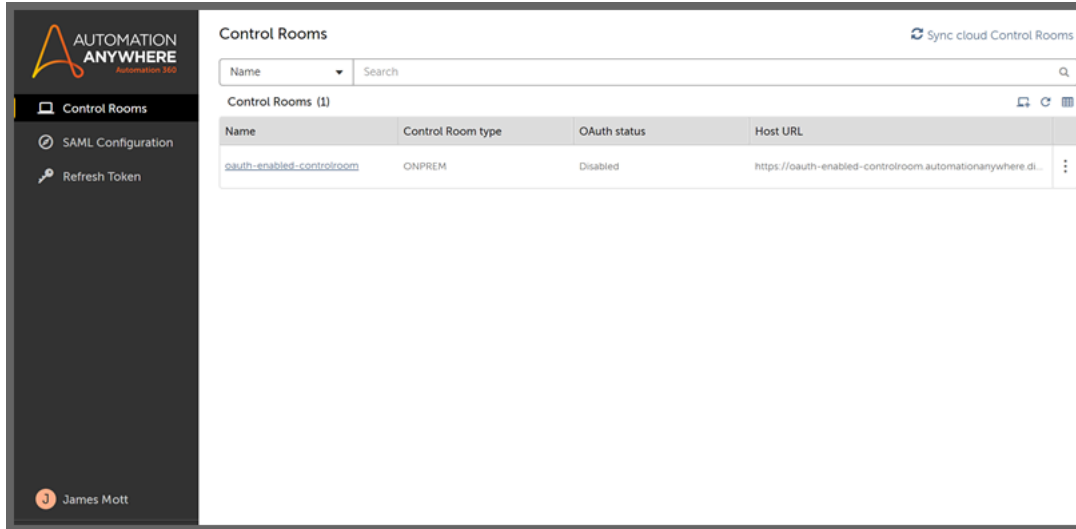 AUTOMATION
ANYWHERE
Automation 360
Control Rooms
SAML Configuration
Refresh Token
J James Mott
Control Rooms
Sync cloud Control Rooms
Name Search
Control Rooms (1)
Name Control Room type OAuth status Host URL
oauth-enabled-controlroom ONPREM Disabled https://oauth-enabled-controlroom.automationanywhere.di...